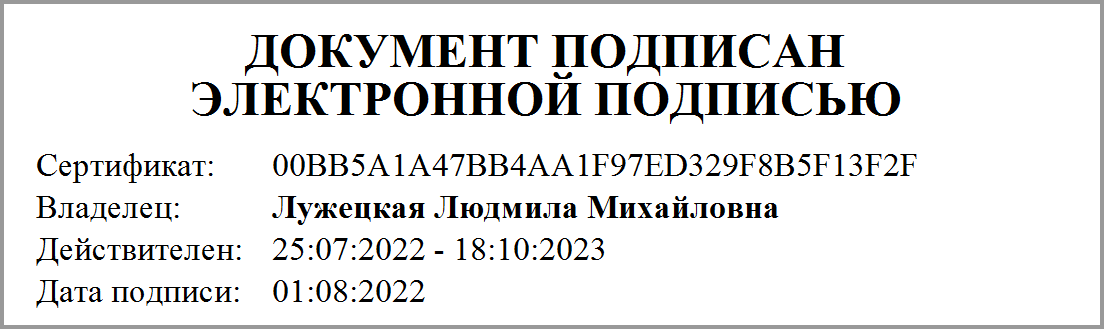 ДОКУМЕНТ ПОДПИСАН
ЭЛЕКТРОННОЙ ПОДПИСЬЮ
Сертификат: 00BB5A1A47BB4AA1F97ED329F8B5F13F2F
Владелец: Лужецкая Людмила Михайловна
Действителен: 25:07:2022 - 18:10:2023
Дата подписи: 01:08:2022